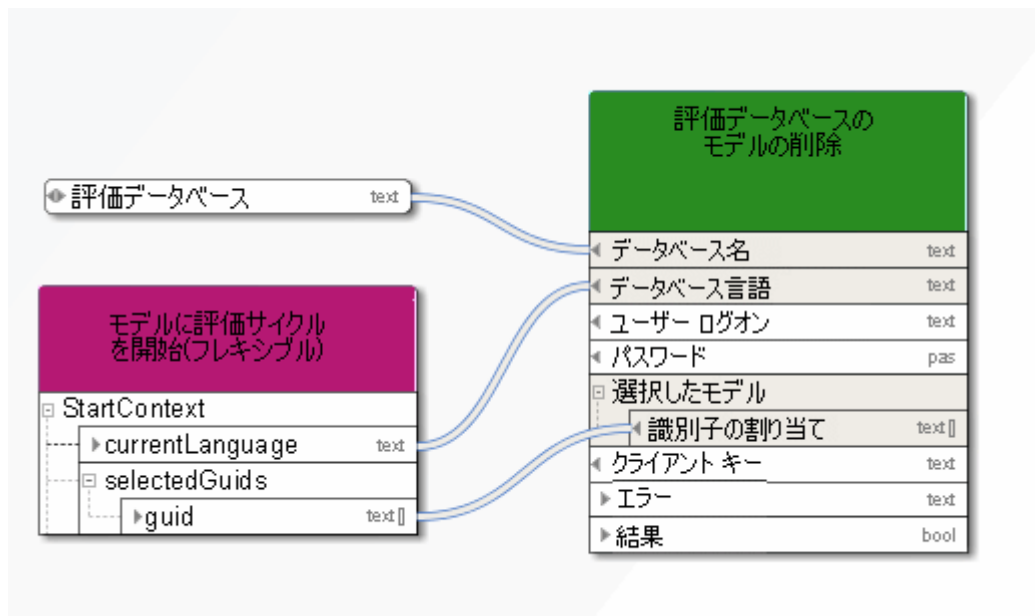 評価データベース text
モデルに評価サイクル
を開始(フレキシブル)
StartContext
currentLanguage text
selectedGuids
guid text[]
評価データベースの
モデルの削除
データベース名 text
データベース言語 text
ユーザー ログオン text
パスワード pas
選択したモデル
識別子の割り当て text[]
クライアント キー text
エラー text
結果 bool